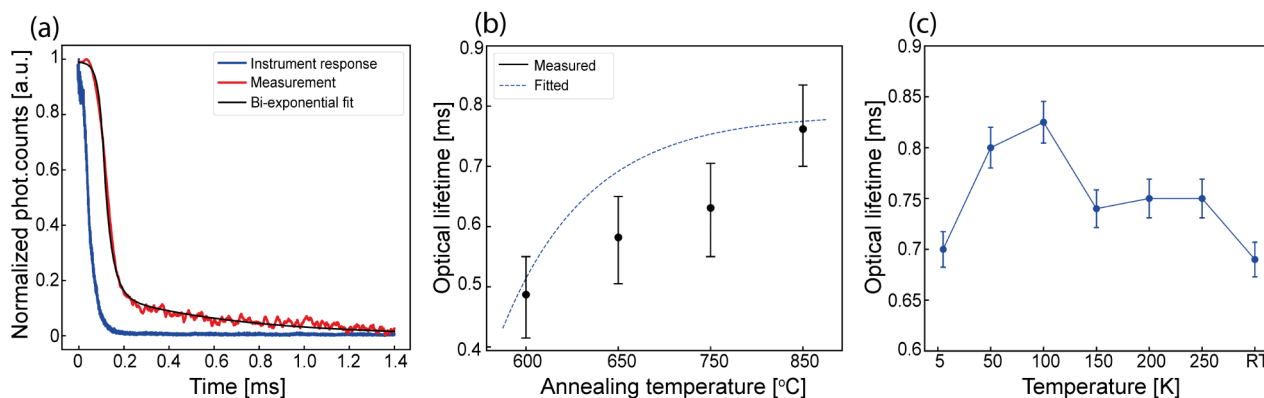 (a)
Normalized phot.counts [a.u.]
1
0.8
0.6
0.4
0.2
0
Instrument response
Measurement
Bi-exponential fit
0 0.2 0.4 0.6 0.8 1.0 1.2 1.4
Time [ms]
(b)
Optical lifetime [ms]
0.9
0.8
0.7
0.6
0.5
0.4
Measured
Fitted
600 650 750 850
Annealing temperature [°C]
(c)
Optical lifetime [ms]
0.9
0.85
0.8
0.75
0.7
0.65
0.6
5 50 100 150 200 250 RT
Temperature [K]